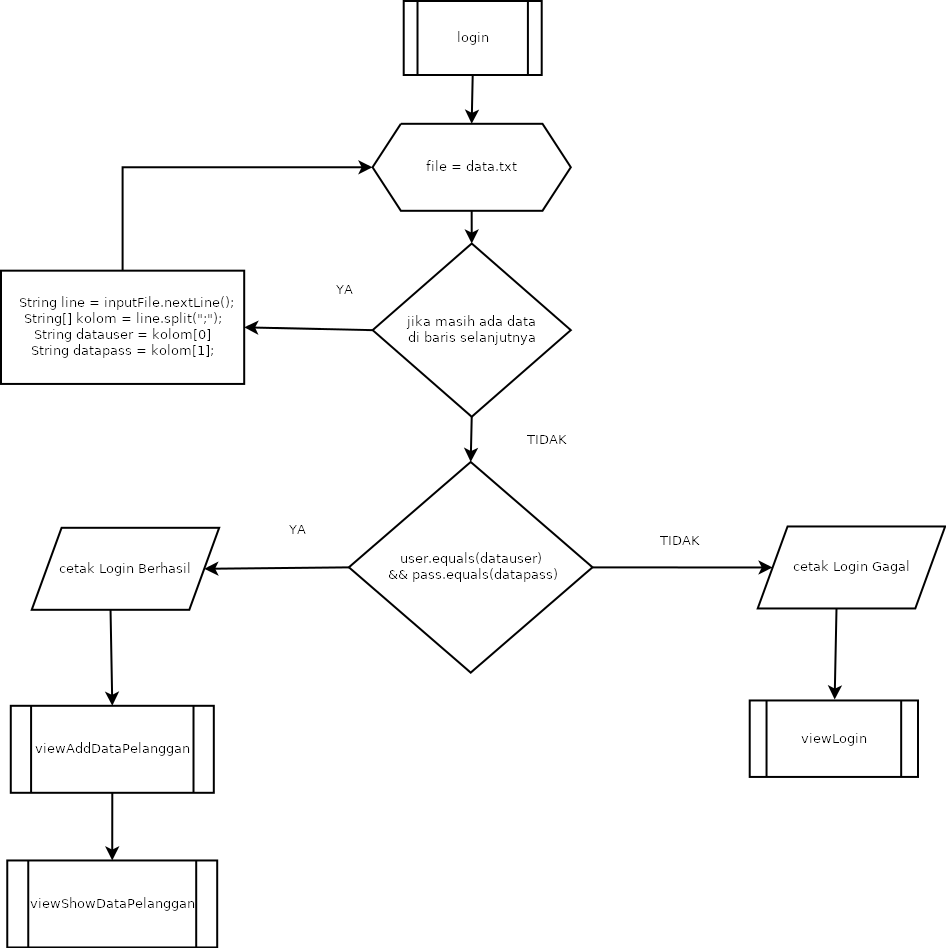 login
file = data.txt
YA
String line = inputFile.nextLine();
String[] kolom = line.split(";");
String datauser = kolom[0]
String datapass = kolom[1];
jika masih ada data
di baris selanjutnya
TIDAK
YA
TIDAK
cetak Login Berhasil
user.equals(datauser)
&& pass.equals(datapass)
cetak Login Gagal
viewAddDataPelanggan
viewLogin
viewShowDataPelanggan